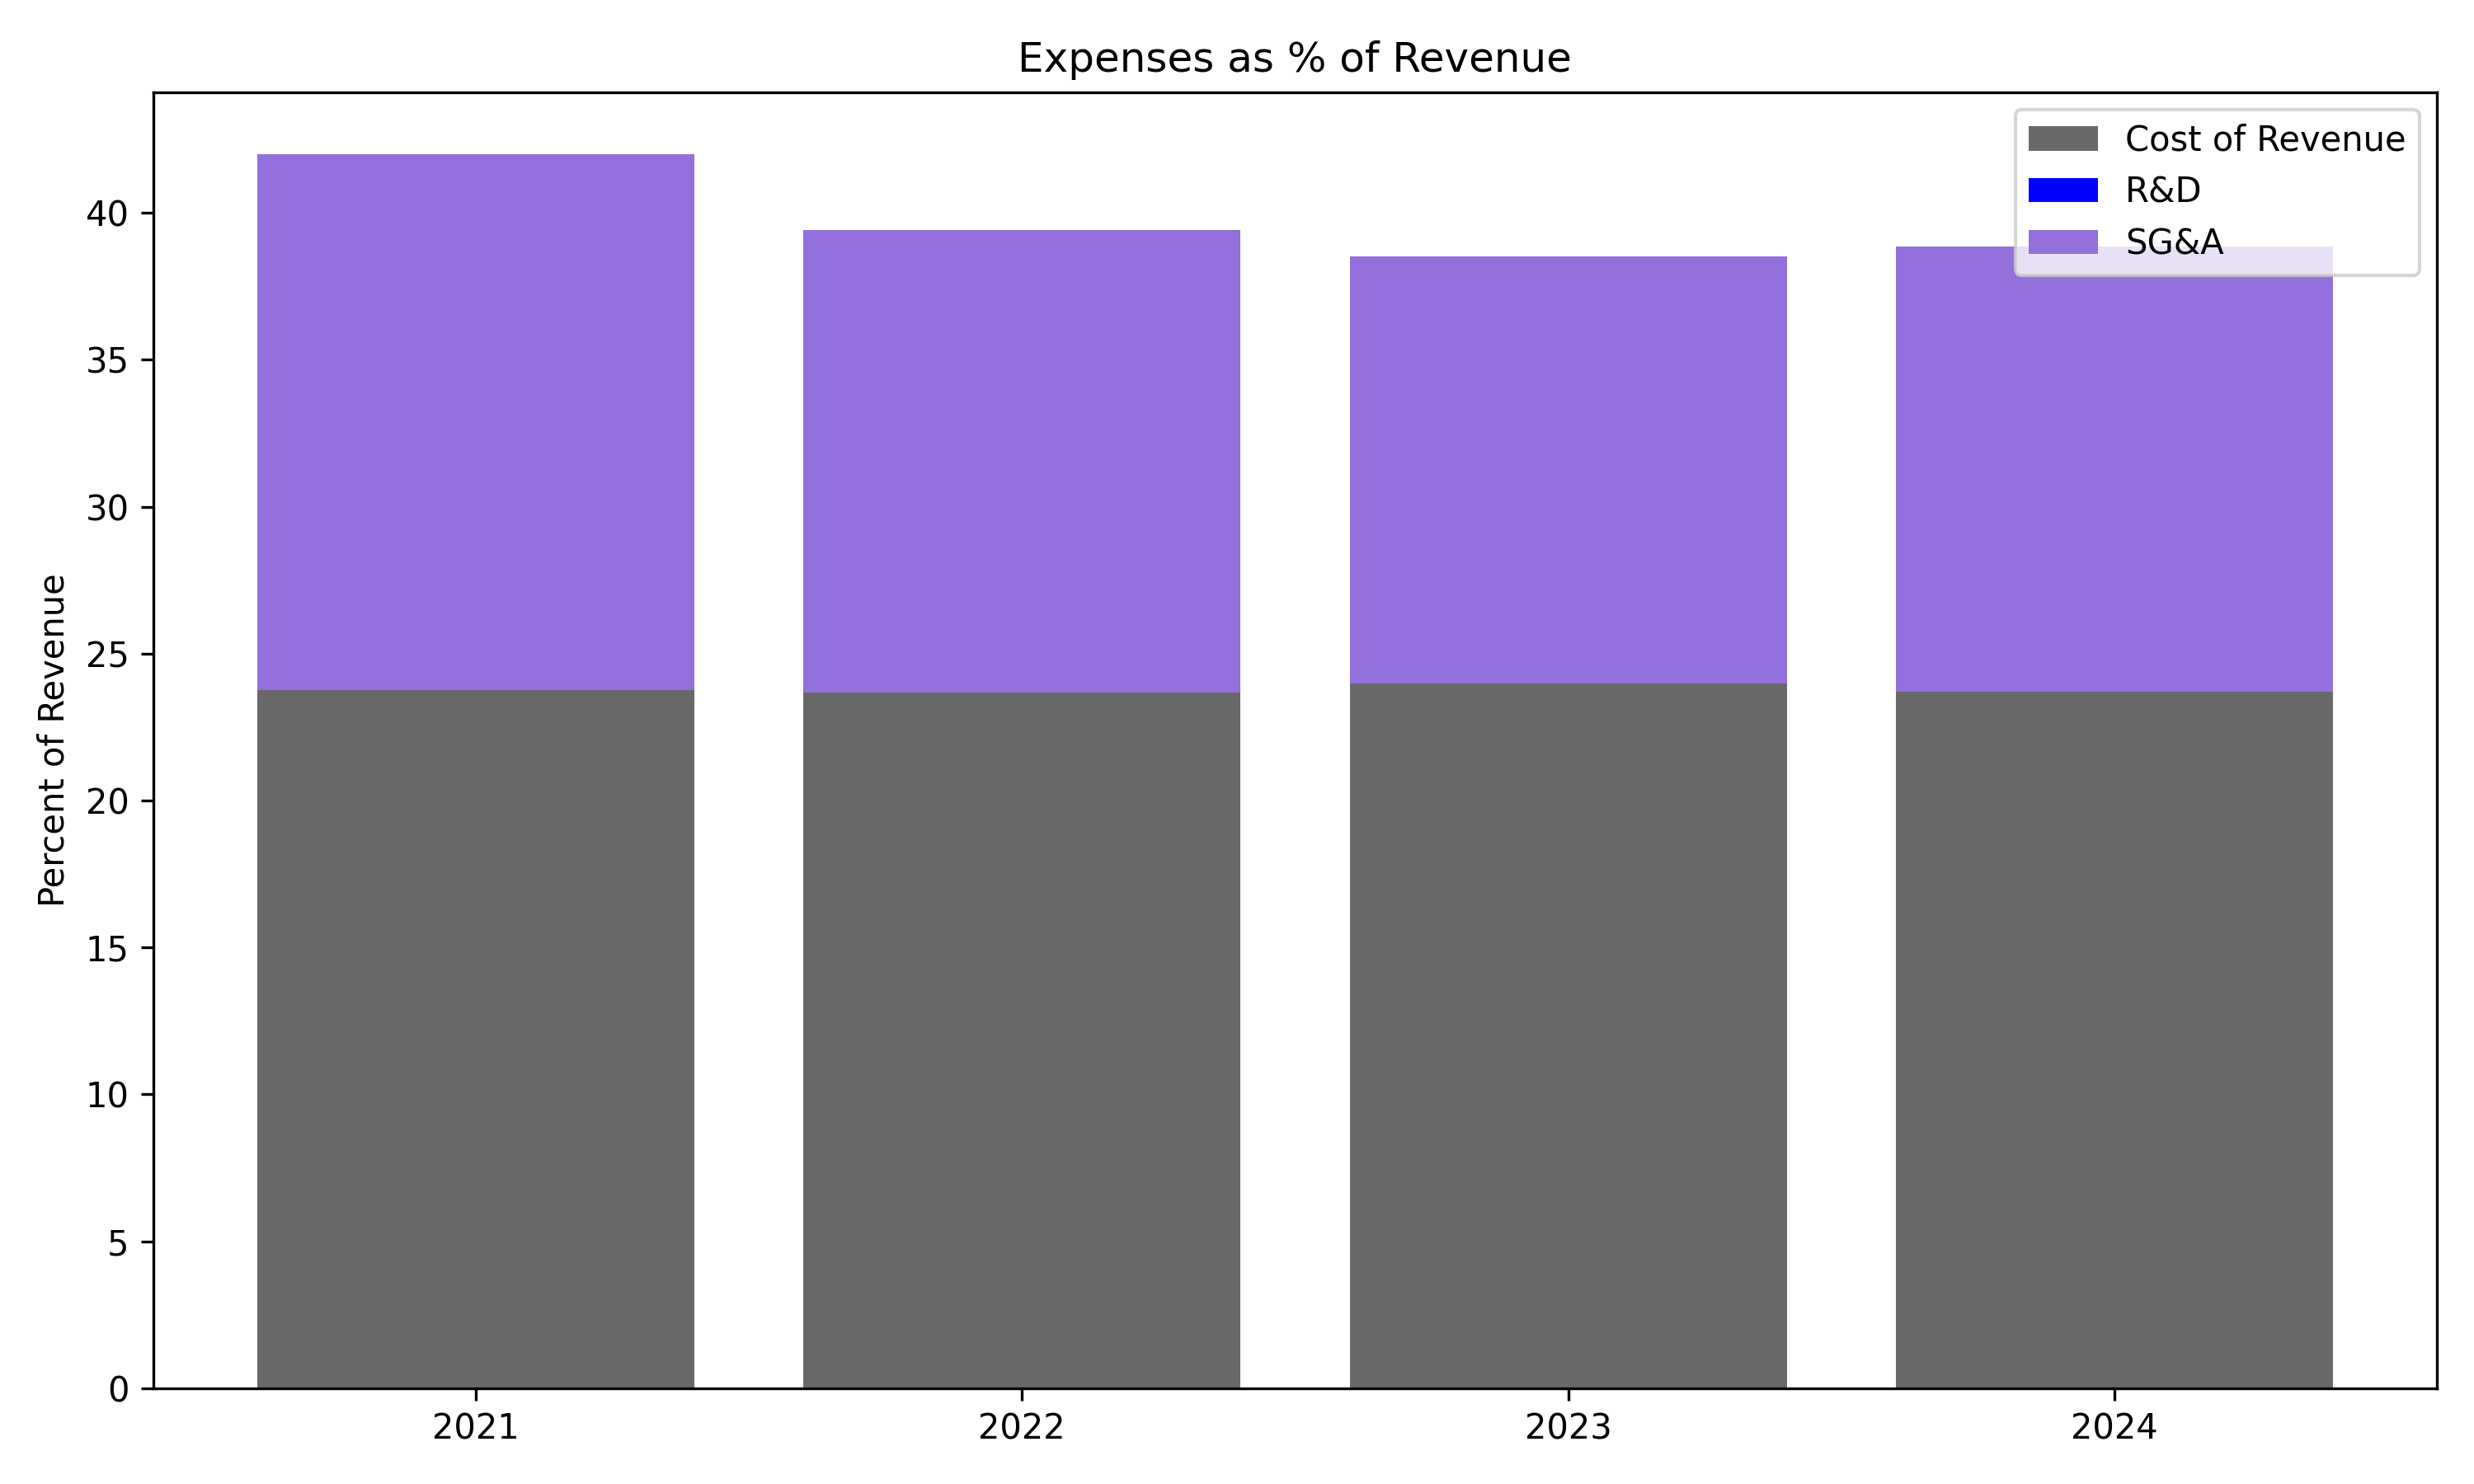 Expenses as % of Revenue
Cost of Revenue
R&D
SG&A
Percent of Revenue
40
35
30
25
20
15
10
5
0
2021
2022
2023
2024